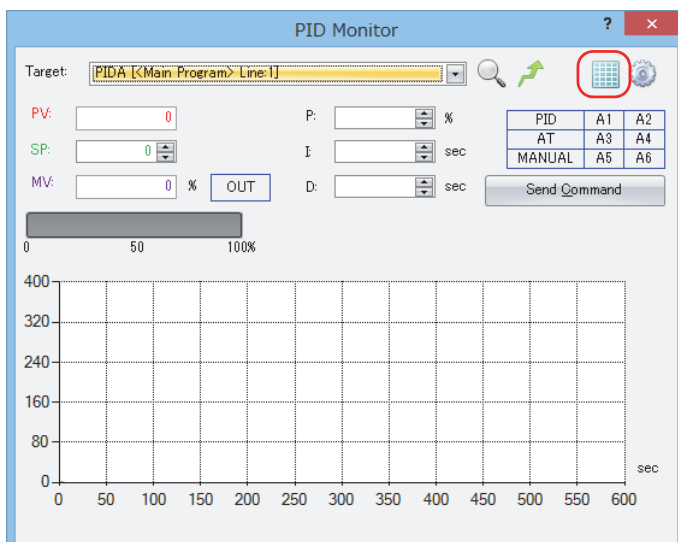 PID Monitor
?
×
Target: PIDA [<Main Program> Line:1]
PV: 0
SP: 0
MV: 0 % OUT
P: %
I: sec
D: sec
PID A1 A2
AT A3 A4
MANUAL A5 A6
Send Command
0 50 100%
400
320
240
160
80
0
sec
0 50 100 150 200 250 300 350 400 450 500 550 600